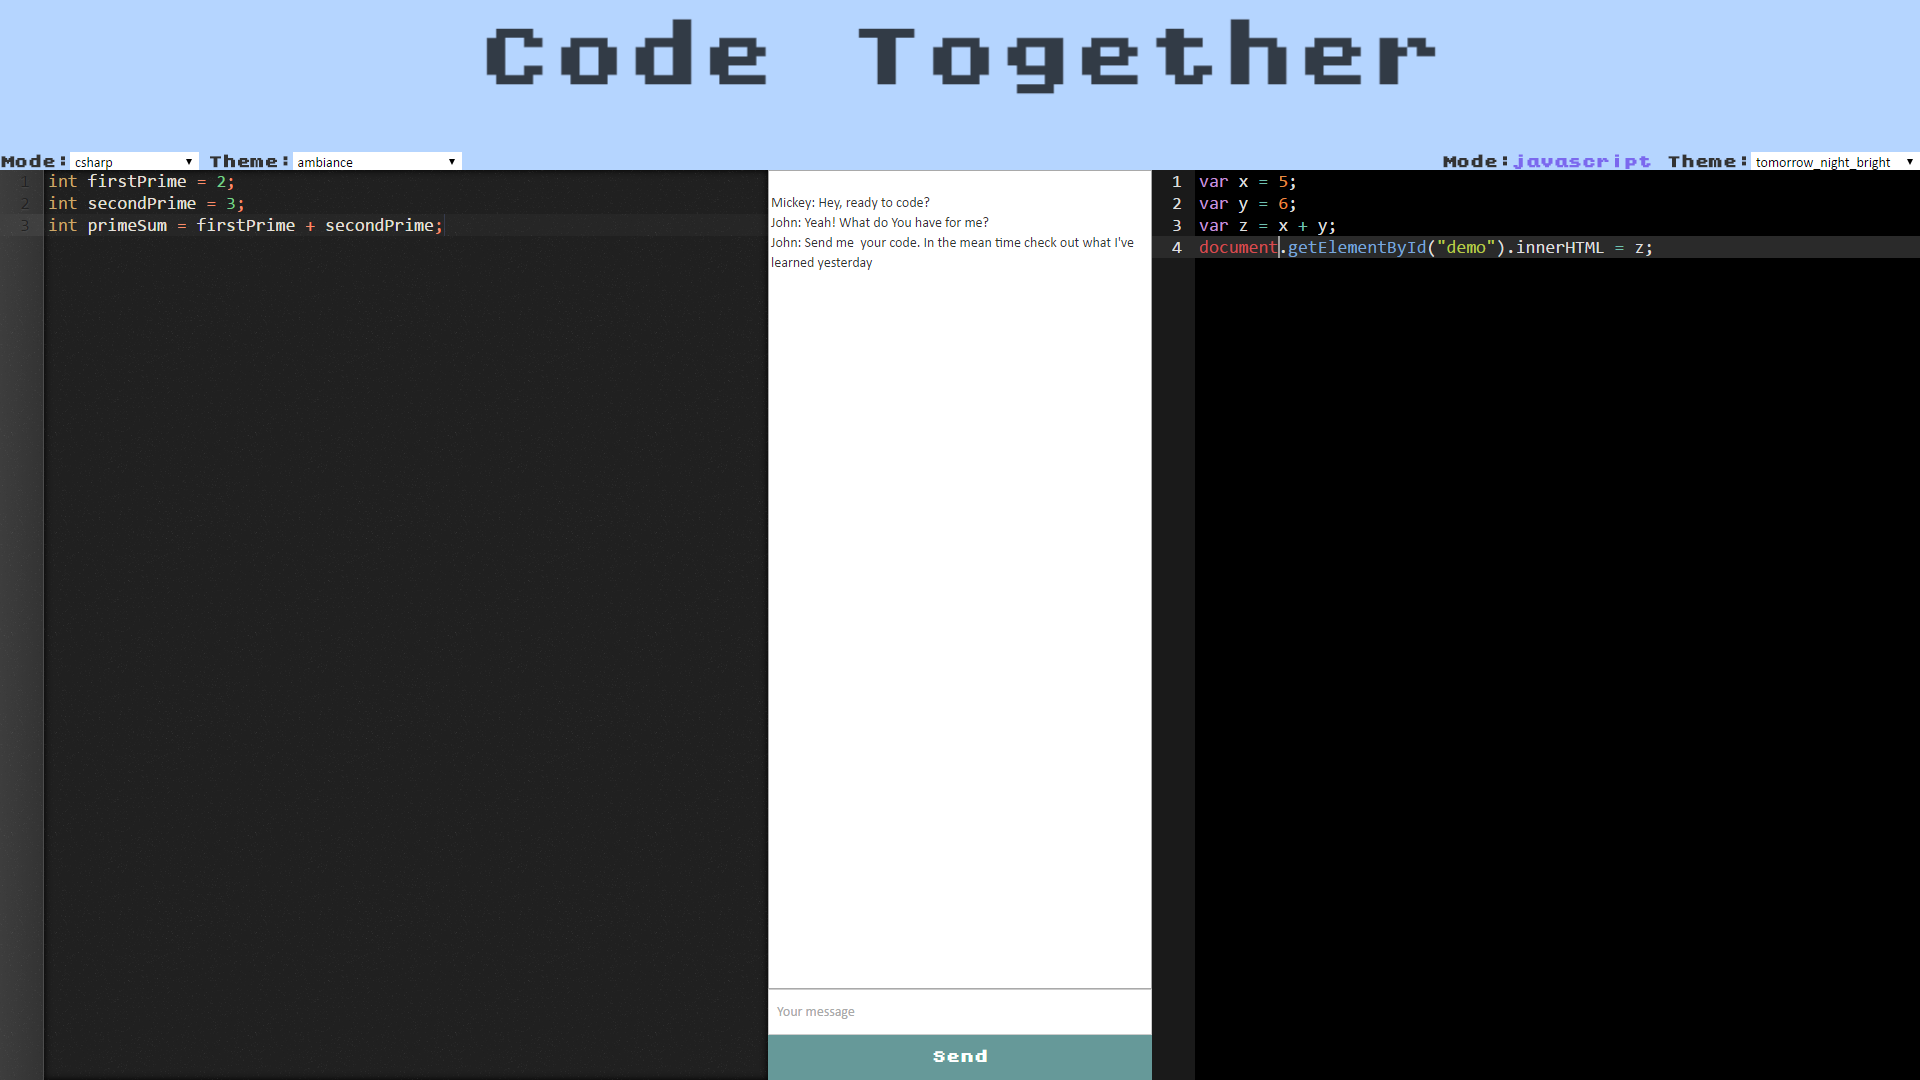 Code Together
Mode: csharp Theme: ambiance
Mode:javascript Theme: tomorrow_night_bright
1 int firstPrime = 2;
2 int secondPrime = 3;
3 int primeSum = firstPrime + secondPrime;
Mickey: Hey, ready to code?
John: Yeah! What do You have for me?
John: Send me  your code. In the mean time check out what I've
learned yesterday
Your message
Send
1 var x = 5;
2 var y = 6;
3 var z = x + y;
4 document.getElementById("demo").innerHTML = z;